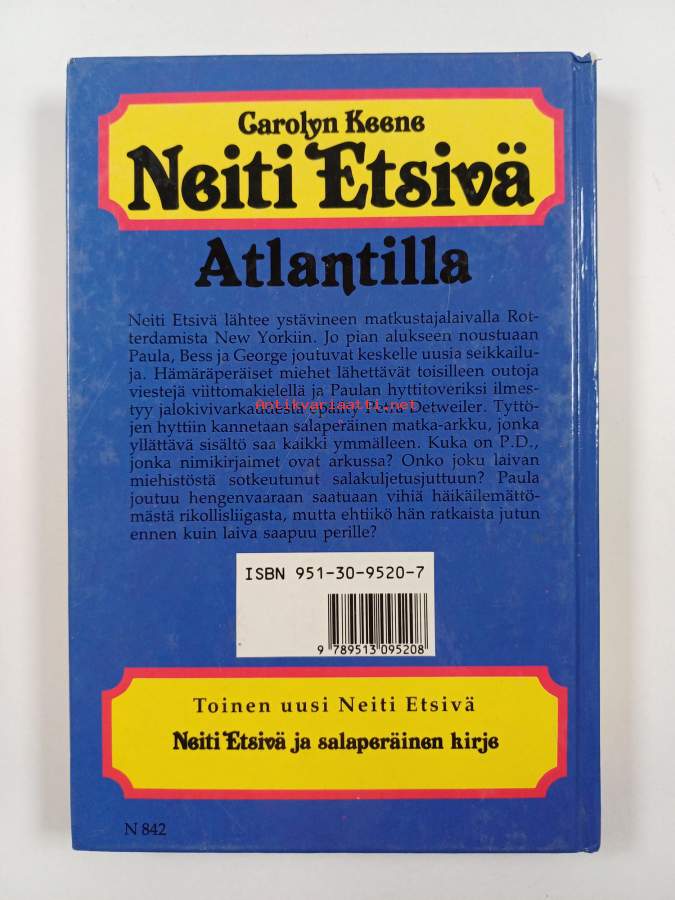 Carolyn Keene
Neiti Etsivä
Atlantilla
Neiti Etsivä lähtee ystävineen matkustajalaivalla Rot-
terdamista New Yorkiin. Jo pian alukseen noustuaan
Paula, Bess ja George joutuvat keskelle uusia seikkailu-
ja. Hämäräperäiset miehet lähettävät toisilleen outoja
viestejä viittomakielellä ja Paulan hyttitoveriksi ilmes-
tyy jalokivivarkaudesta epäilty Detweiler. Tyttö-
Antikvariaatti.net
jen hyttiin kannetaan salaperäinen matka-arkku, jonka
yllättävä sisältö saa kaikki ymmälleen. Kuka on P.D.,
jonka nimikirjaimet ovat arkussa? Onko joku laivan
miehistöstä sotkeutunut salakuljetusjuttuun? Paula
joutuu hengenvaaraan saatuaan vihiä häikäilemättö-
mästä rikollisliigasta, mutta ehtiikö hän ratkaista jutun
ennen kuin laiva saapuu perille?
ISBN 951-30-9520-7
9 789513 095208
Toinen uusi Neiti Etsivä
Neiti Etsivä ja salaperäinen kirje
N 842